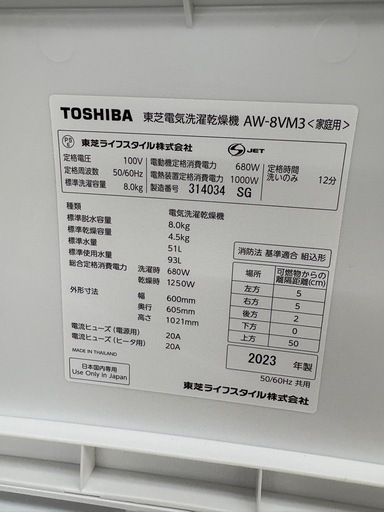 TOSHIBA 東芝電気洗濯乾燥機 AW-8VM3<家庭用>
東芝ライフスタイル株式会社
S JET
定格電圧 100V 電動機定格消費電力 680W 定格時間
定格周波数 50/60Hz 電熱装置定格消費電力 1000W 洗いのみ 12分
標準洗濯容量 8.0kg 製造番号 314034 SG
種類 電気洗濯乾燥機
標準脱水容量 8.0kg
標準乾燥容量 4.5kg
標準水量 51L
標準使用水量 93L
総合定格消費電力 洗濯時 680W
乾燥時 1250W
外形寸法 幅 600mm
奥行 605mm
高さ 1021mm
電流ヒューズ(電源用) 20A
電流ヒューズ(ヒータ用) 20A
MADE IN THAILAND
日本国内専用
Use Only in Japan
消防法 基準適合 組込形
場所 可燃物からの離隔距離(cm)
左方 5
右方 5
後方 2
下方 0
上方 50
2023 年製
50/60Hz 共用
東芝ライフスタイル株式会社